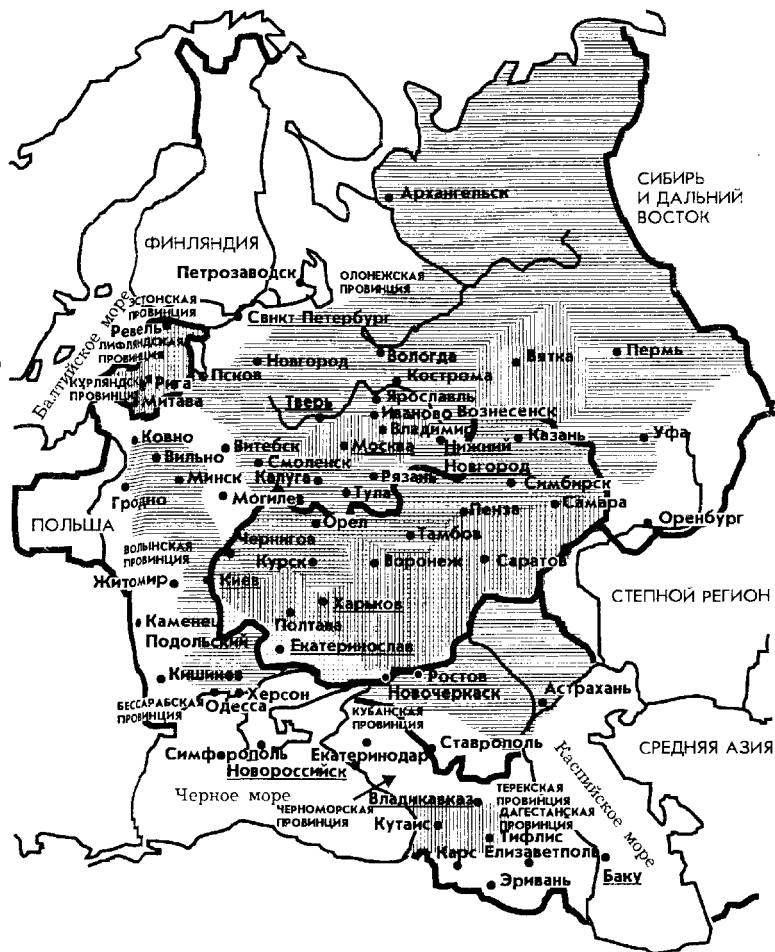 Архангельск
СИБИРЬ
И ДАЛЬНИЙ
ВОСТОК
ФИНЛЯНДИЯ
Петрозаводск
ОЛОНЕЖСКАЯ
ПРОВИНЦИЯ
ЭСТОНСКАЯ
ПРОВИНЦИЯ
Свнкт-Петербург
Балтийское море
Ревель
ЛИФЛЯНДСКАЯ
ПРОВИНЦИЯ
Новгород
Вологда
Вятка
Пермь
Псков
Кострома
КУРЛЯНДСКАЯ
ПРОВИНЦИЯ
Рига
Митава
Тверь
Ярославль
Иваново Вознесенск
Владимир
Ковно
Витебск
Москва
Нижний
Новгород
Казань
Уфа
Вильно
Смоленск
Минск
Калуга
Рязань
Симбирск
Гродно
Могилев
Тула
Пенза
Самара
ПОЛЬША
Орел
Тамбов
Оренбург
ВОЛЫНСКАЯ
ПРОВИНЦИЯ
Чернигов
Курск
Воронеж
Саратов
Житомир
Киев
СТЕПНОЙ РЕГИОН
Харьков
Каменец
Подольский
Полтава
Екатеринослав
Кишинев
Ростов
Новочеркаск
Астрахань
БЕССАРАБСКАЯ
ПРОВИНЦИЯ
Одесса
Херсон
КУБАНСКАЯ
ПРОВИНЦИЯ
Симферополь
Екатеринодар
Ставрополь
СРЕДНЯЯ АЗИЯ
Новороссийск
Каспийское море
Черное море
ЧЕРНОМОРСКАЯ
ПРОВИНЦИЯ
Владикавказ
ТЕРЕКСКАЯ
ПРОВИНЦИЯ
ДАГЕСТАНСКАЯ
ПРОВИНЦИЯ
Кутаис
Тифлис
Карс
Елизаветполь
Баку
Эривань